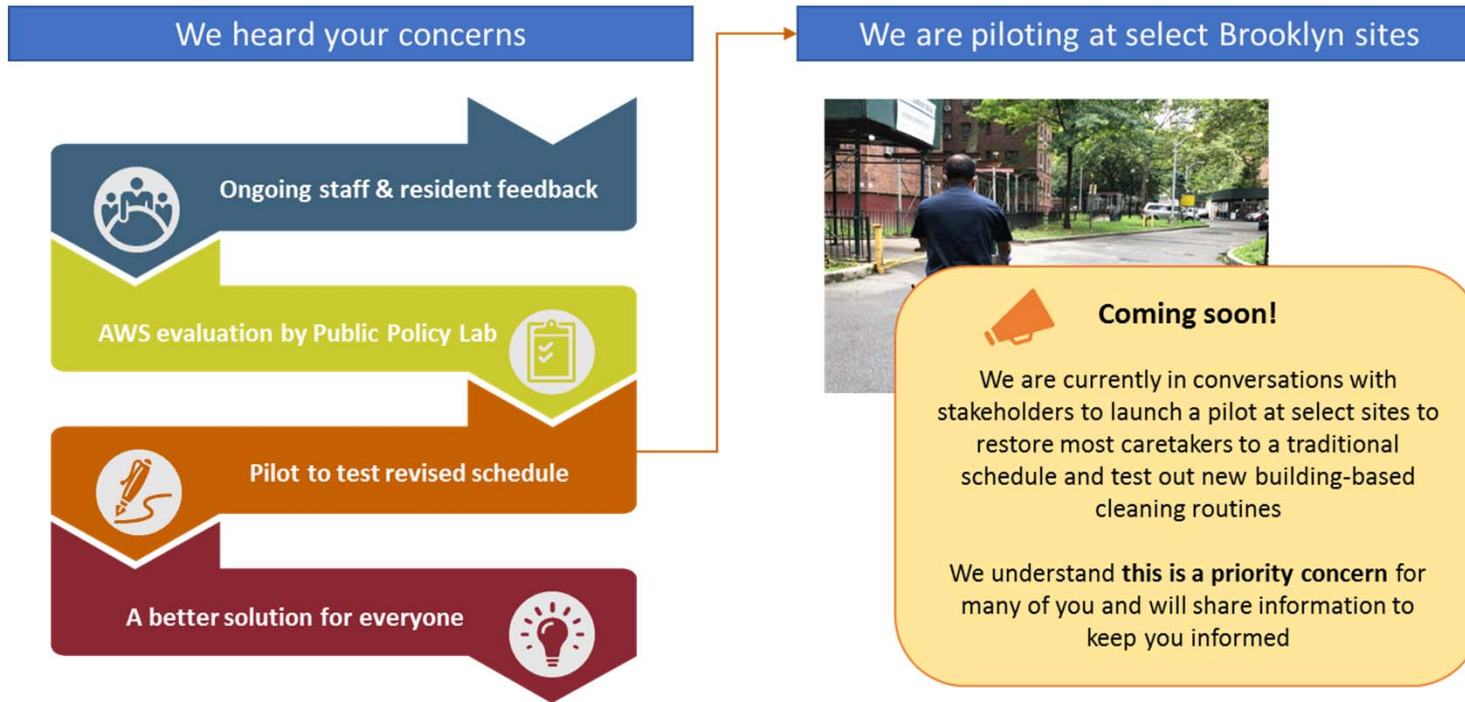 We heard your concerns
Ongoing staff & resident feedback
AWS evaluation by Public Policy Lab
Pilot to test revised schedule
A better solution for everyone
We are piloting at select Brooklyn sites
Coming soon!
We are currently in conversations with
stakeholders to launch a pilot at select sites to
restore most caretakers to a traditional
schedule and test out new building-based
cleaning routines
We understand this is a priority concern for
many of you and will share information to
keep you informed